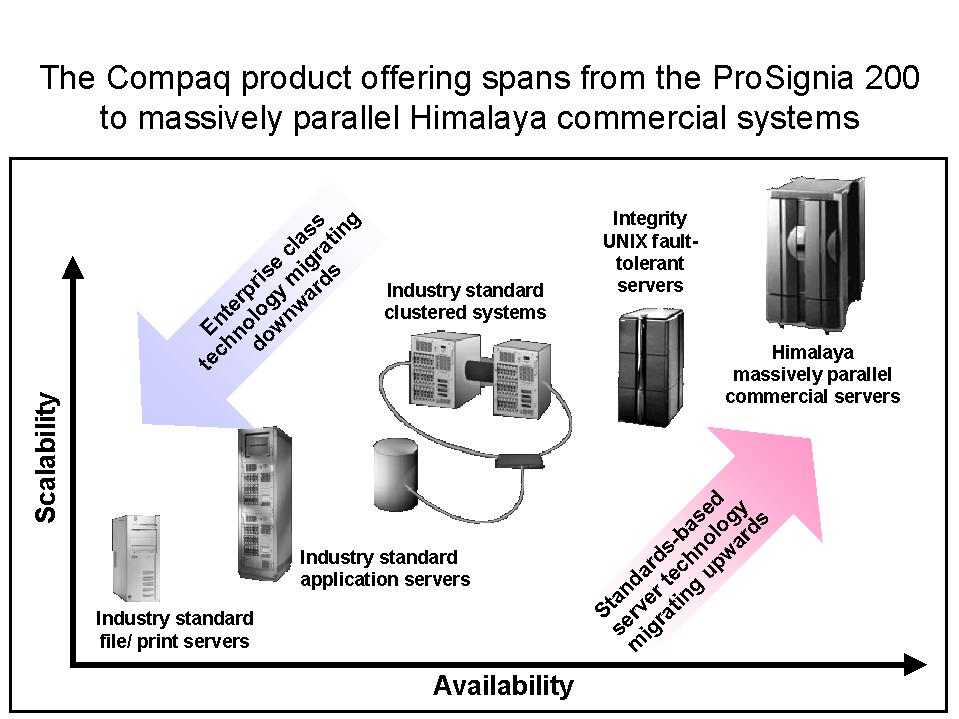 The Compaq product offering spans from the ProSignia 200
to massively parallel Himalaya commercial systems
Enterprise class
technology migrating
downwards
Industry standard
clustered systems
Integrity
UNIX fault-
tolerant
servers
Himalaya
massively parallel
commercial servers
Scalability
Industry standard
application servers
Industry standard
file/ print servers
Standards-based
server technology
migrating upwards
Availability